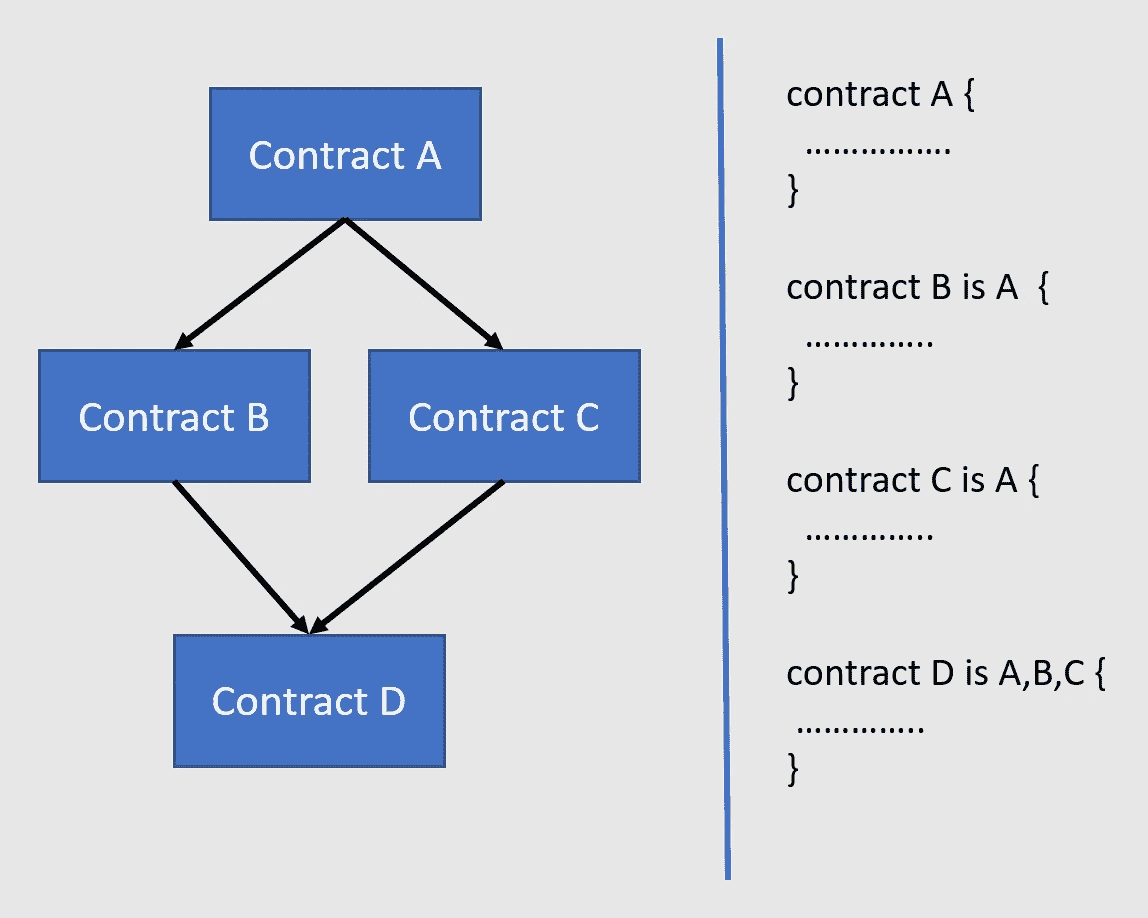 Contract A
Contract B
Contract C
Contract D
contract A {
…………….
}
contract B is A  {
…………..
}
contract C is A {
…………..
}
contract D is A,B,C {
…………..
}